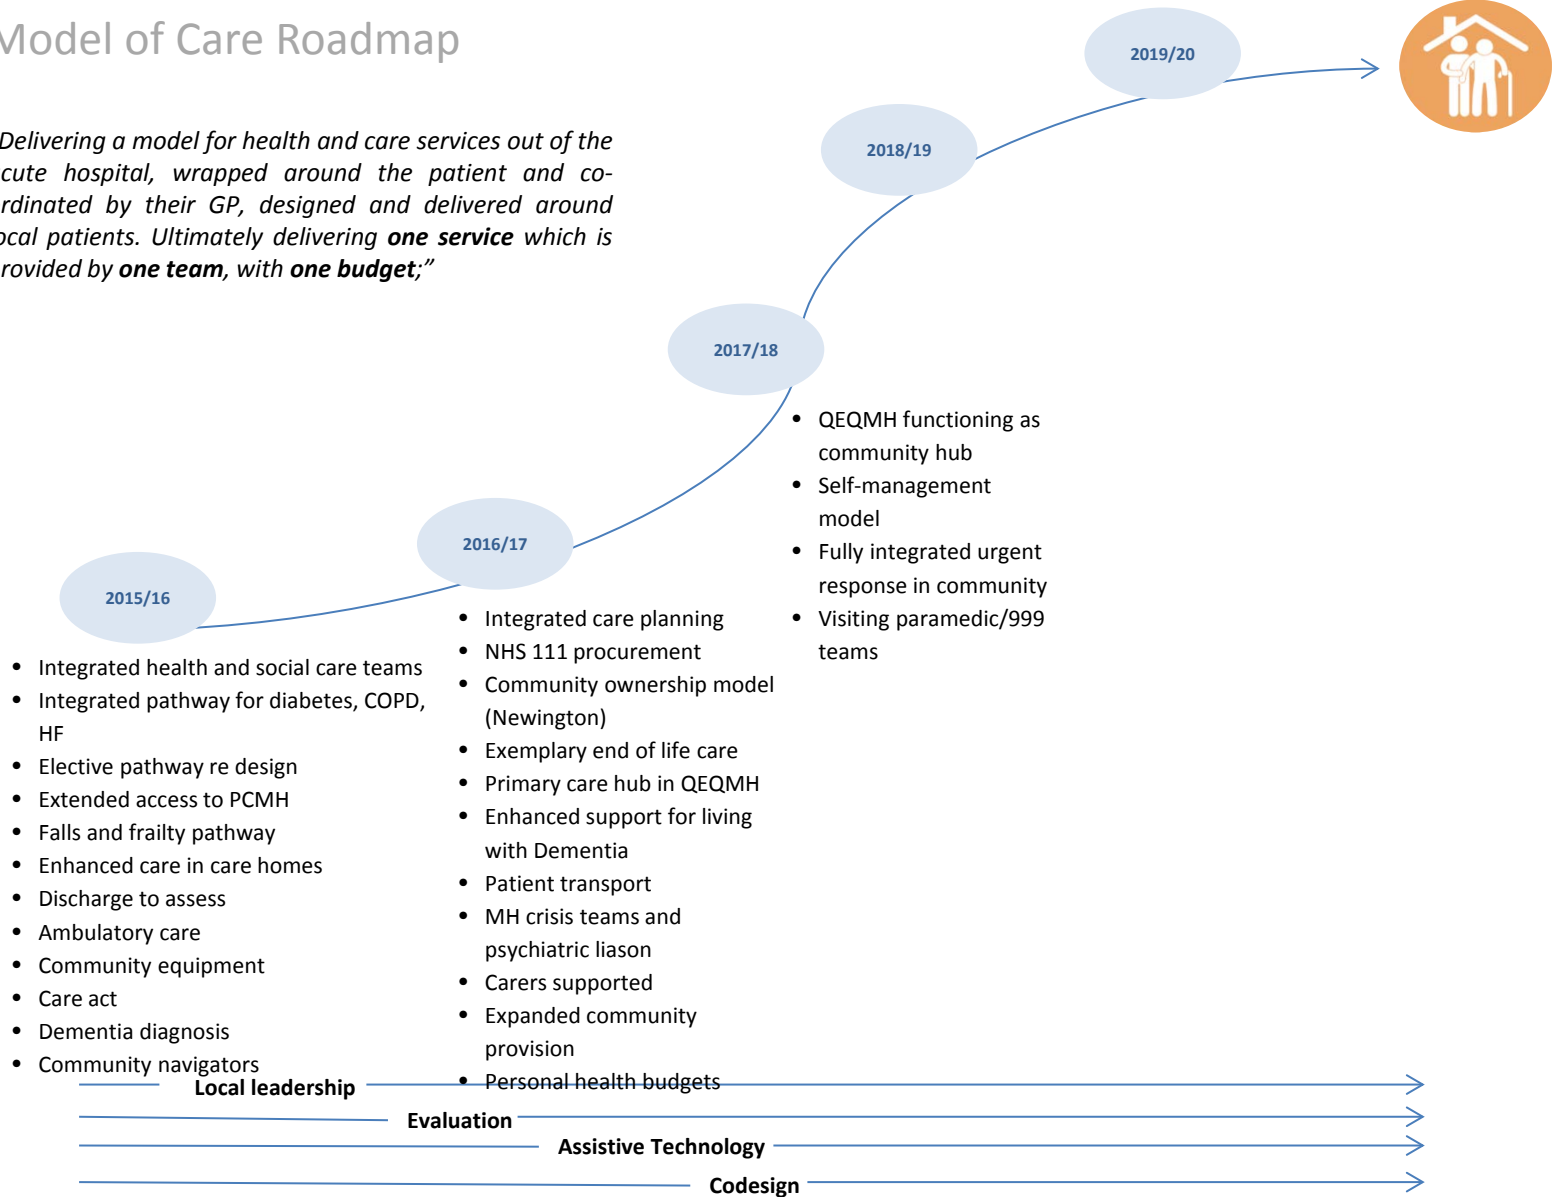 Model of Care Roadmap
Delivering a model for health and care services out of the
cute hospital, wrapped around the patient and co-
rdinated by their GP, designed and delivered around
ocal patients. Ultimately delivering one service which is
rovided by one team, with one budget;”
2019/20
2018/19
2017/18
2016/17
2015/16
• Integrated health and social care teams
• Integrated pathway for diabetes, COPD,
HF
• Elective pathway re design
• Extended access to PCMH
• Falls and frailty pathway
• Enhanced care in care homes
• Discharge to assess
• Ambulatory care
• Community equipment
• Care act
• Dementia diagnosis
• Community navigators
• Integrated care planning
• NHS 111 procurement
• Community ownership model
(Newington)
• Exemplary end of life care
• Primary care hub in QEQMH
• Enhanced support for living
with Dementia
• Patient transport
• MH crisis teams and
psychiatric liason
• Carers supported
• Expanded community
provision
• Personal health budgets
• QEQMH functioning as
community hub
• Self-management
model
• Fully integrated urgent
response in community
• Visiting paramedic/999
teams
Local leadership
Evaluation
Assistive Technology
Codesign